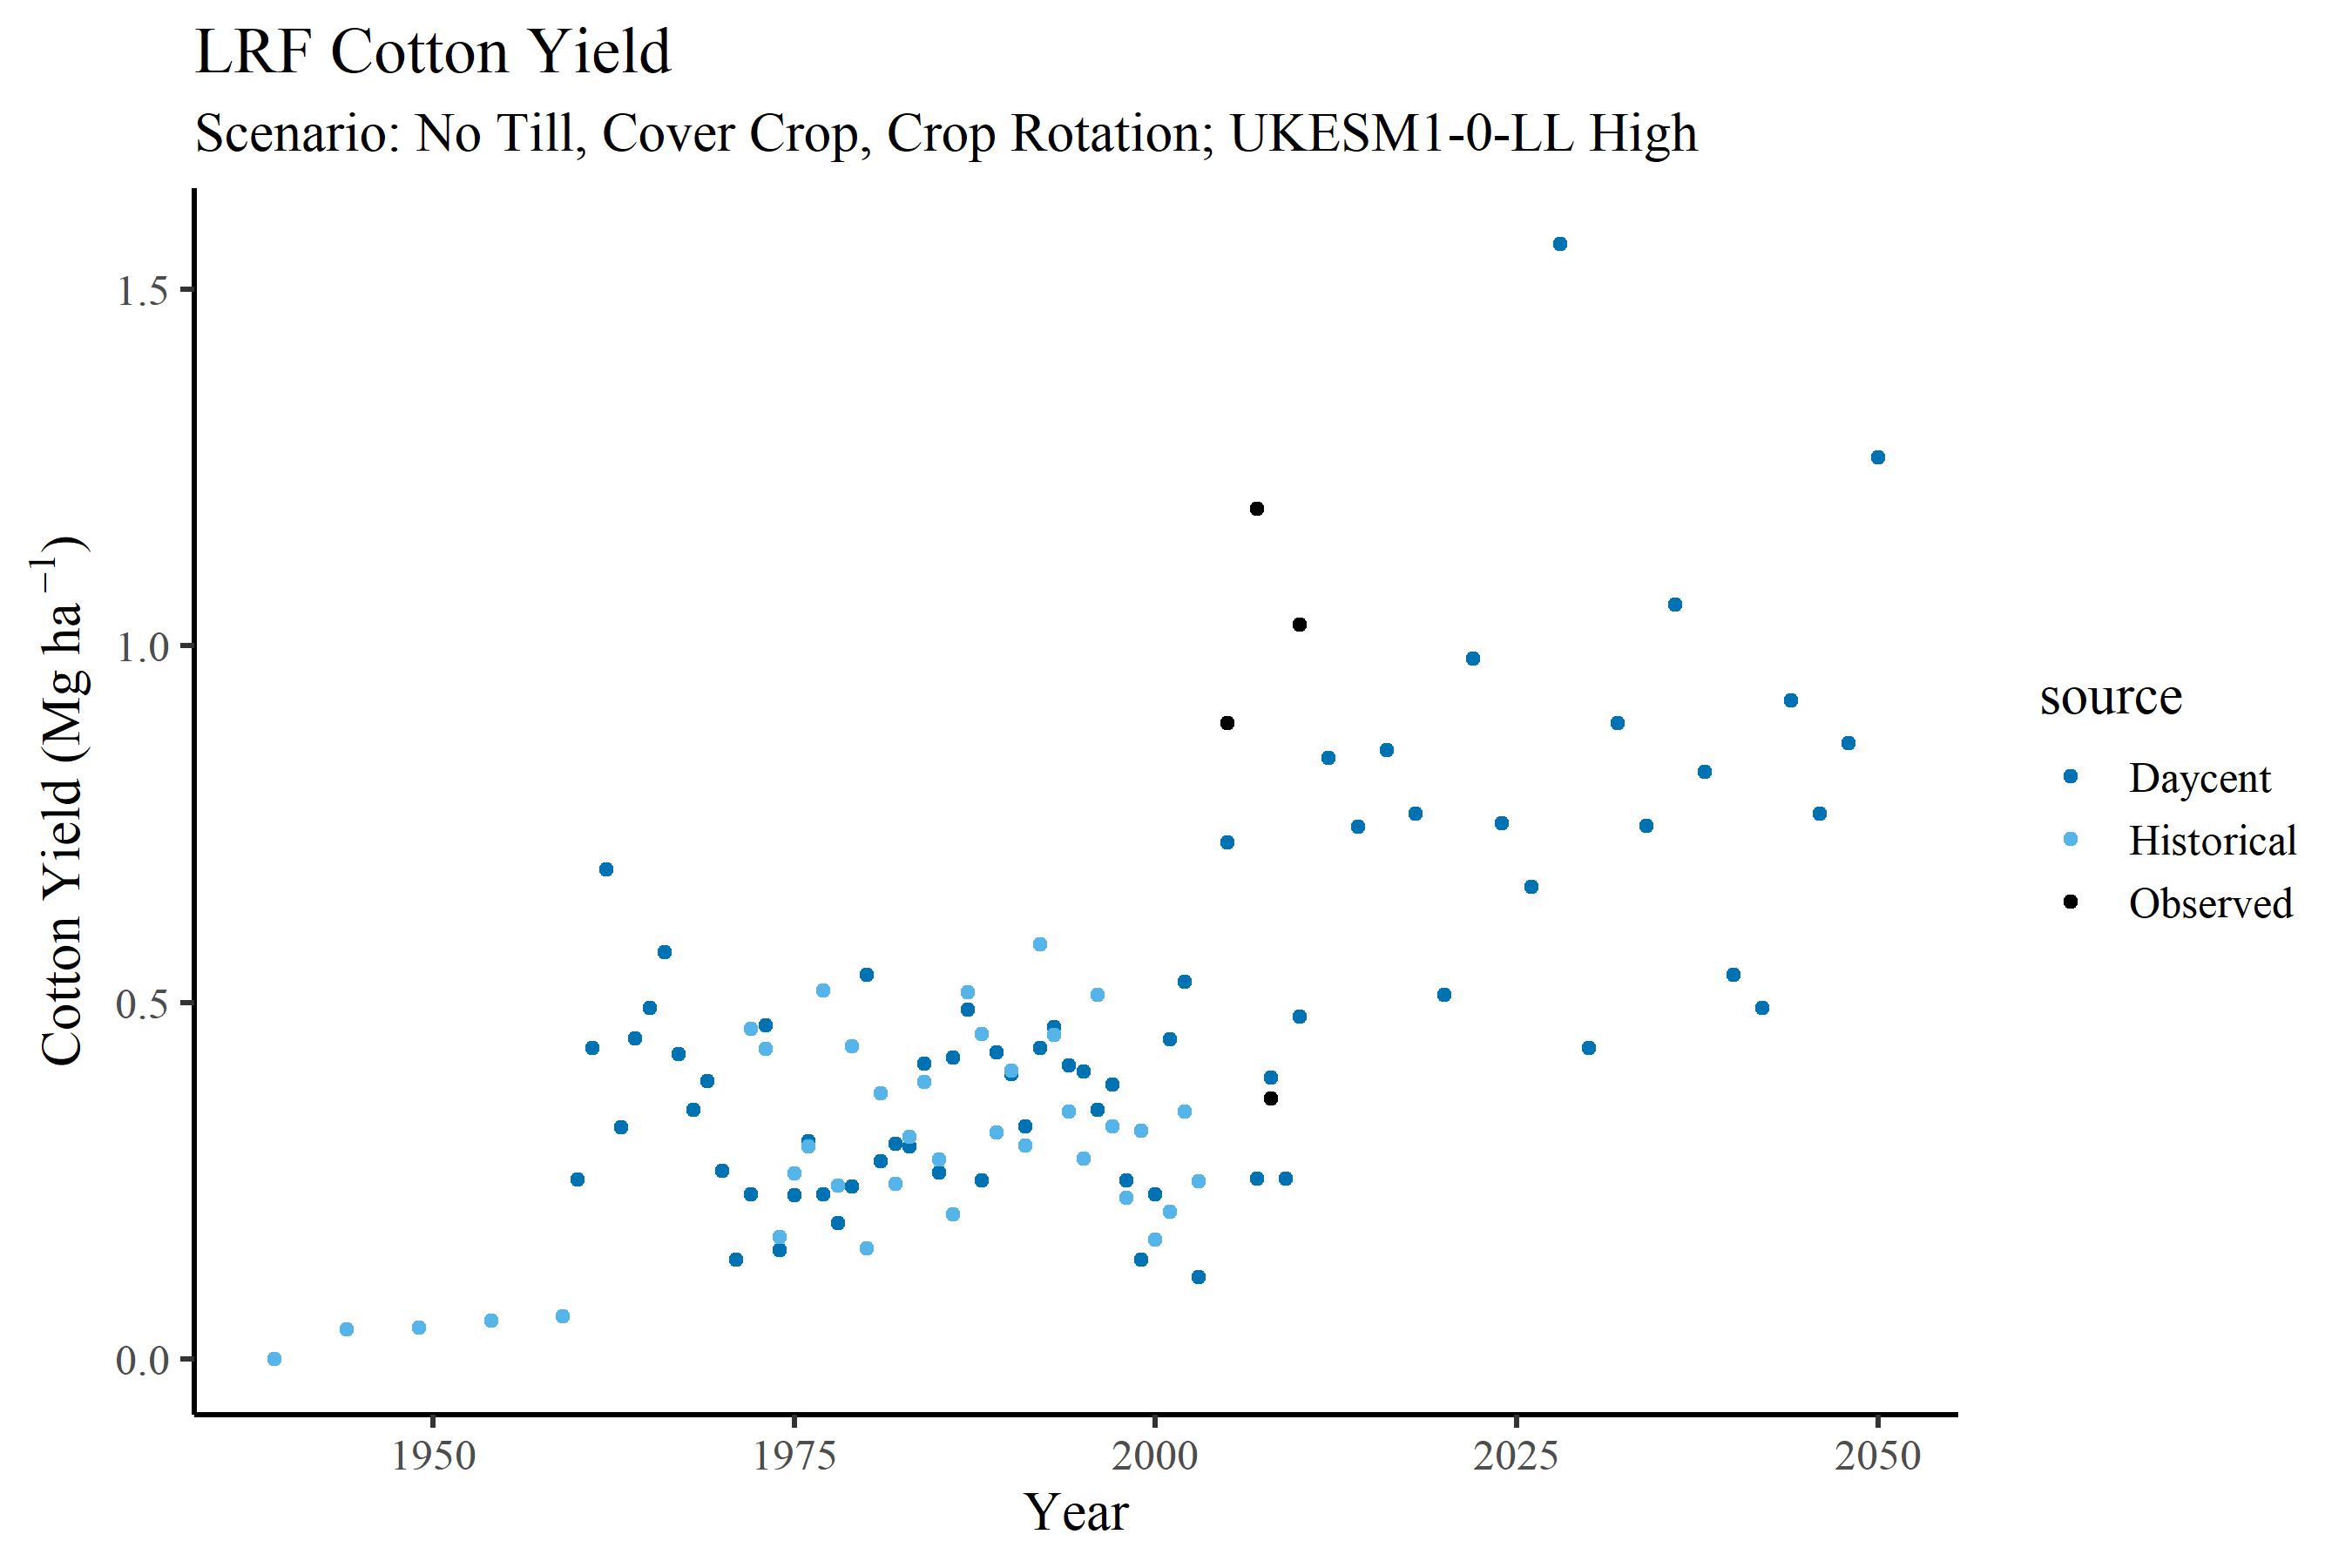 LRF Cotton Yield
Scenario: No Till, Cover Crop, Crop Rotation; UKESM1-0-LL High
Cotton Yield (Mg ha⁻¹)
1.5
1.0
0.5
0.0
1950 1975 2000 2025 2050
Year
source
Daycent
Historical
Observed